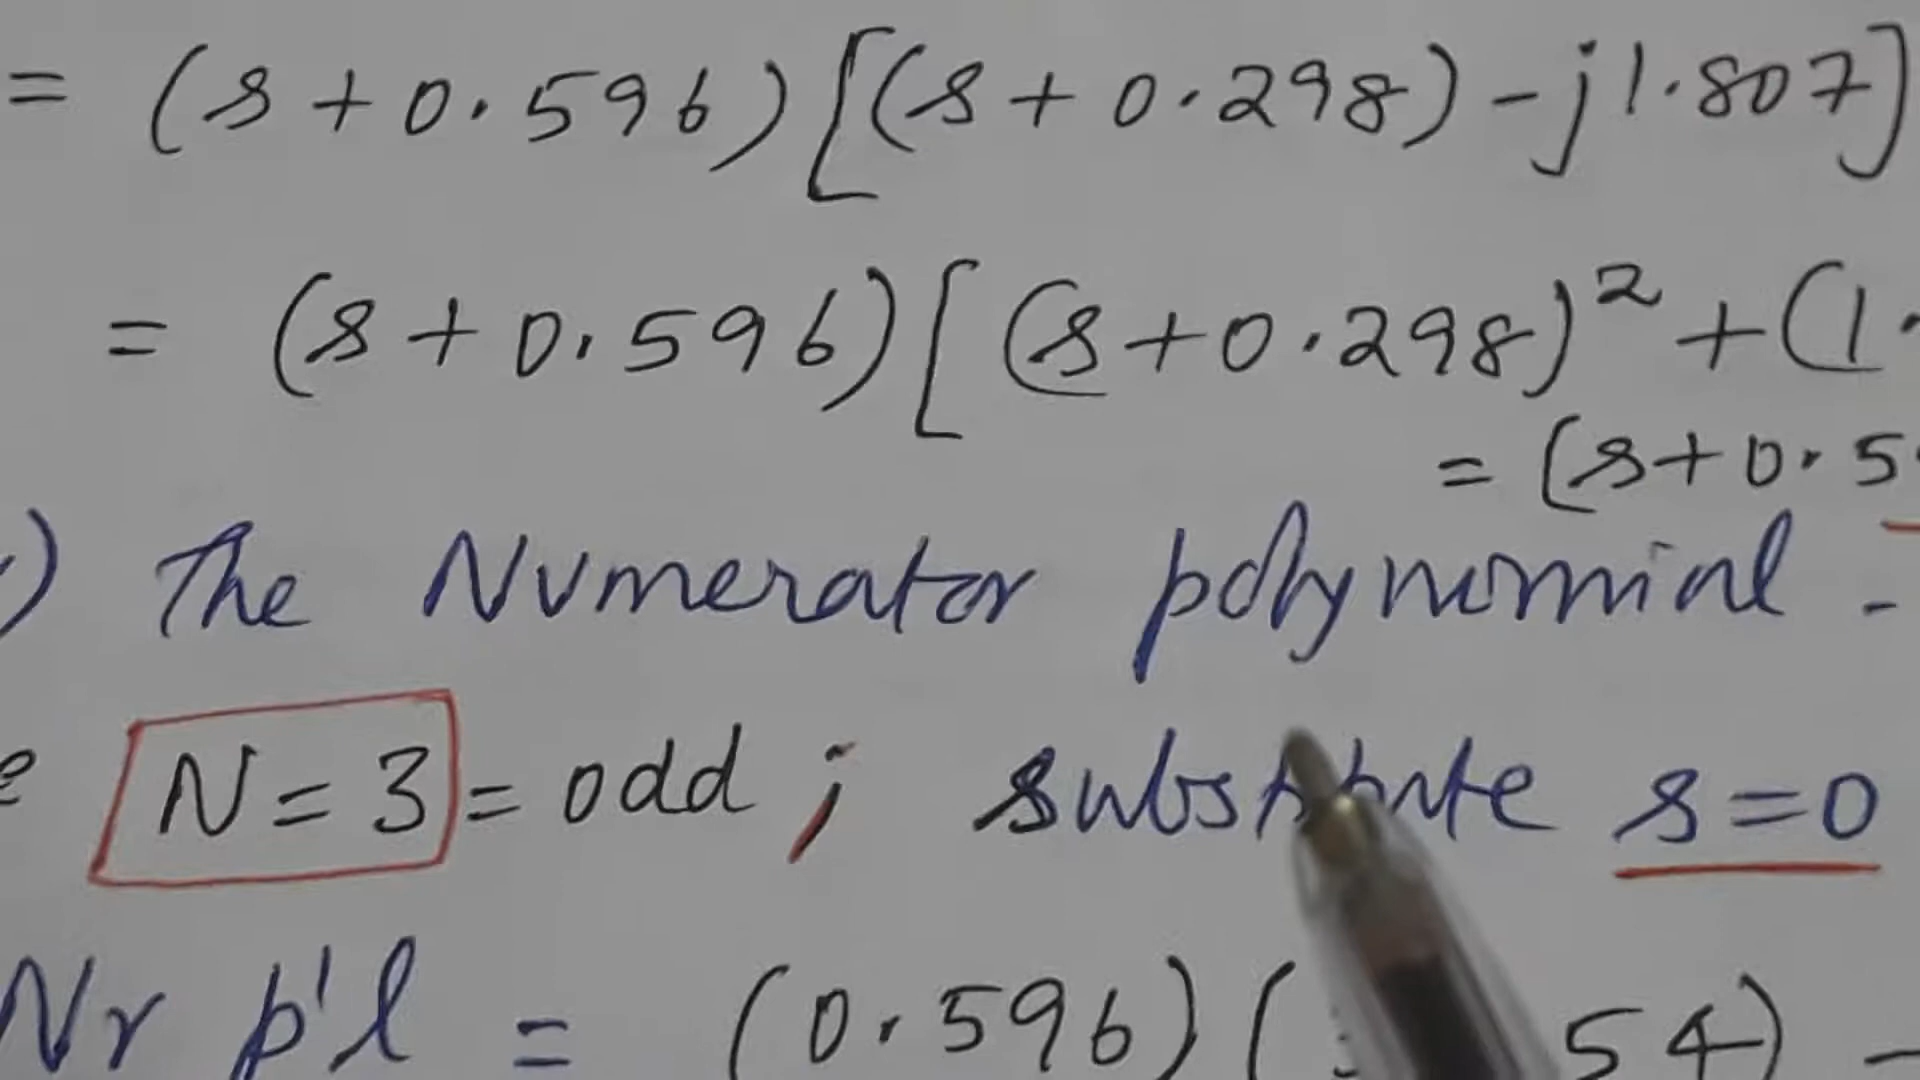 = (s+0.596)[(s+0.298)-j1.807]
= (s+0.596)[(s+0.298)² + (1.
= (s+0.5
) The Numerator polynomial -
e N = 3 = odd ; substitute s=0
Nr p'l = (0.596)( 54) -